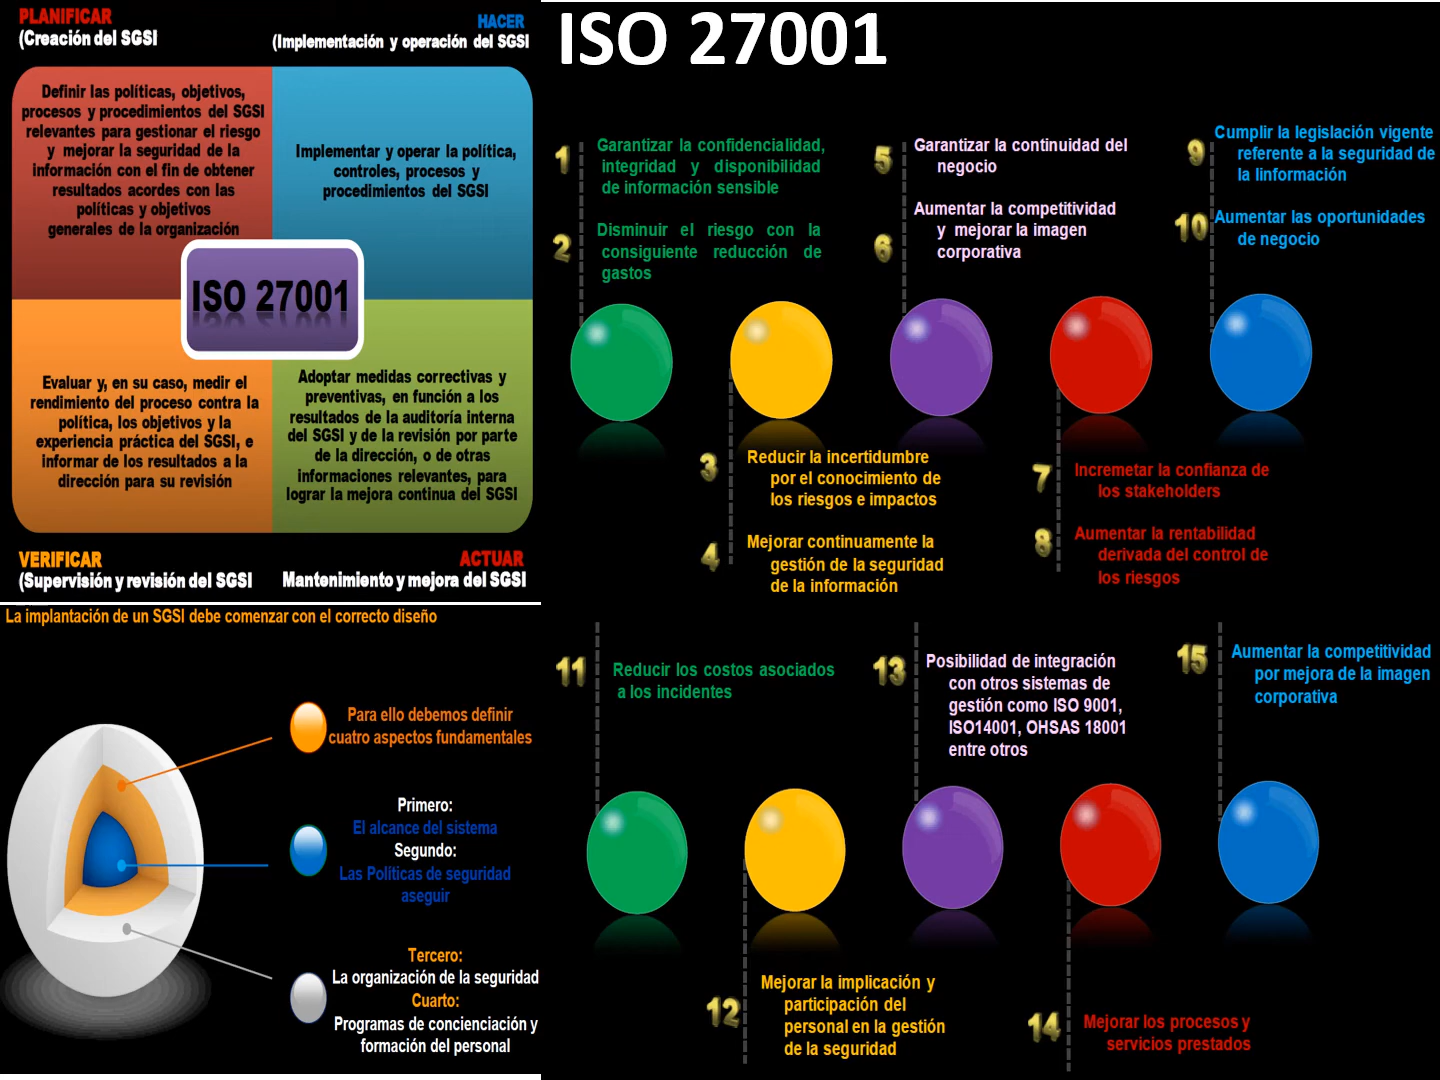 PLANIFICAR
(Creación del SGSI
HACER
(Implementación y operación del SGSI
Definir las políticas, objetivos,
procesos y procedimientos del SGSI
relevantes para gestionar el riesgo
y mejorar la seguridad de la
información con el fin de obtener
resultados acordes con las
políticas y objetivos
generales de la organización
Implementar y operar la política,
controles, procesos y
procedimientos del SGSI
ISO 27001
Evaluar y, en su caso, medir el
rendimiento del proceso contra la
política, los objetivos y la
experiencia práctica del SGSI, e
informar de los resultados a la
dirección para su revisión
Adoptar medidas correctivas y
preventivas, en función a los
resultados de la auditoría interna
del SGSI y de la revisión por parte
de la dirección, o de otras
informaciones relevantes, para
lograr la mejora continua del SGSI
VERIFICAR
(Supervisión y revisión del SGSI
ACTUAR
Mantenimiento y mejora del SGSI
La implantación de un SGSI debe comenzar con el correcto diseño
Para ello debemos definir
cuatro aspectos fundamentales
Primero:
El alcance del sistema
Segundo:
Las Políticas de seguridad
aseguir
Tercero:
La organización de la seguridad
Cuarto:
Programas de concienciación y
formación del personal
ISO 27001
1
Garantizar la confidencialidad,
integridad y disponibilidad
de información sensible
2
Disminuir el riesgo con la
consiguiente reducción de
gastos
3
Reducir la incertidumbre
por el conocimiento de
los riesgos e impactos
4
Mejorar continuamente la
gestión de la seguridad
de la información
5
Garantizar la continuidad del
negocio
6
Aumentar la competitividad
y mejorar la imagen
corporativa
7
Incremetar la confianza de
los stakeholders
8
Aumentar la rentabilidad
derivada del control de
los riesgos
9
Cumplir la legislación vigente
referente a la seguridad de
la linformación
10
Aumentar las oportunidades
de negocio
11
Reducir los costos asociados
a los incidentes
12
Mejorar la implicación y
participación del
personal en la gestión
de la seguridad
13
Posibilidad de integración
con otros sistemas de
gestión como ISO 9001,
ISO14001, OHSAS 18001
entre otros
14
Mejorar los procesos y
servicios prestados
15
Aumentar la competitividad
por mejora de la imagen
corporativa